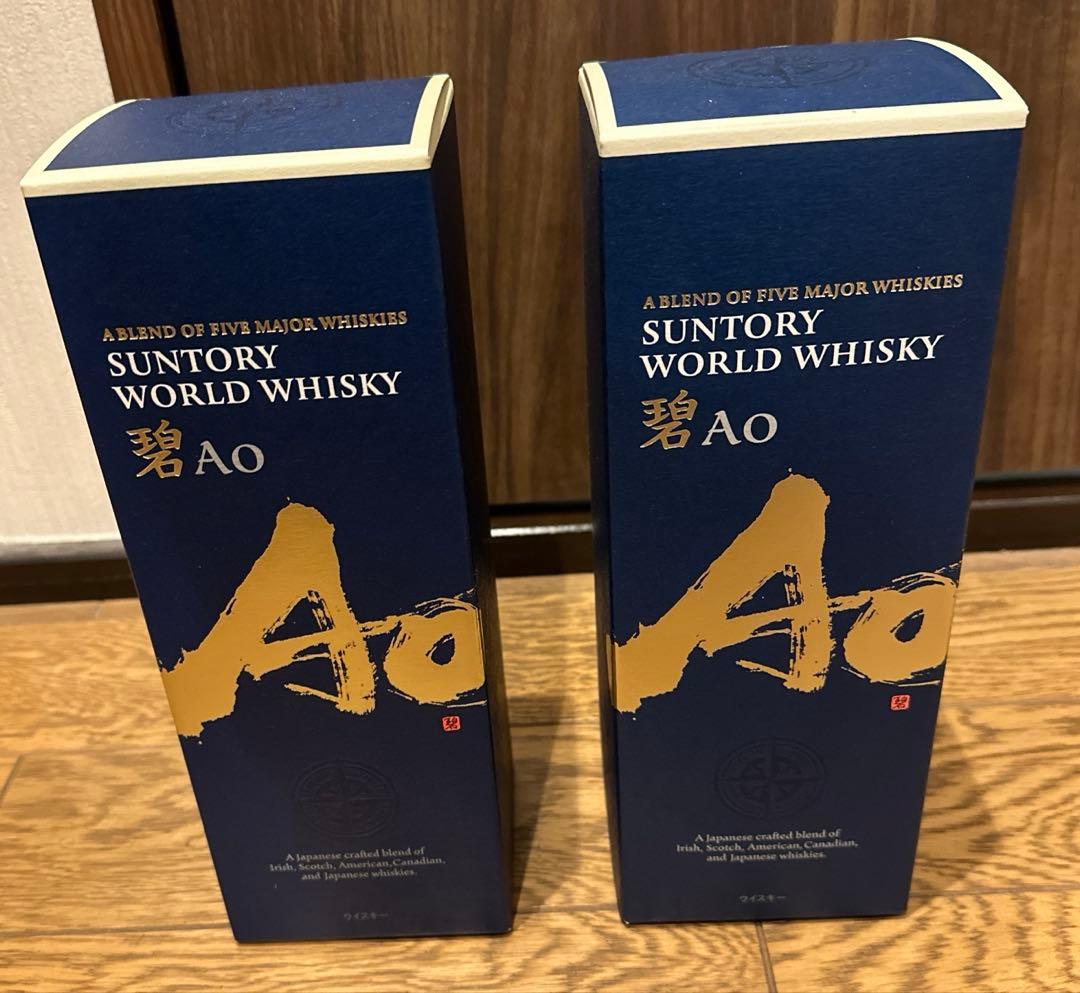 A BLEND OF FIVE MAJOR WHISKIES
SUNTORY
WORLD WHISKY
碧 AO
Ao
碧
A Japanese crafted blend of
Irish, Scotch, American, Canadian,
and Japanese whiskies.
ウイスキー
A BLEND OF FIVE MAJOR WHISKIES
SUNTORY
WORLD WHISKY
碧 AO
Ao
碧
A Japanese crafted blend of
Irish, Scotch, American, Canadian,
and Japanese whiskies.
ウイスキー